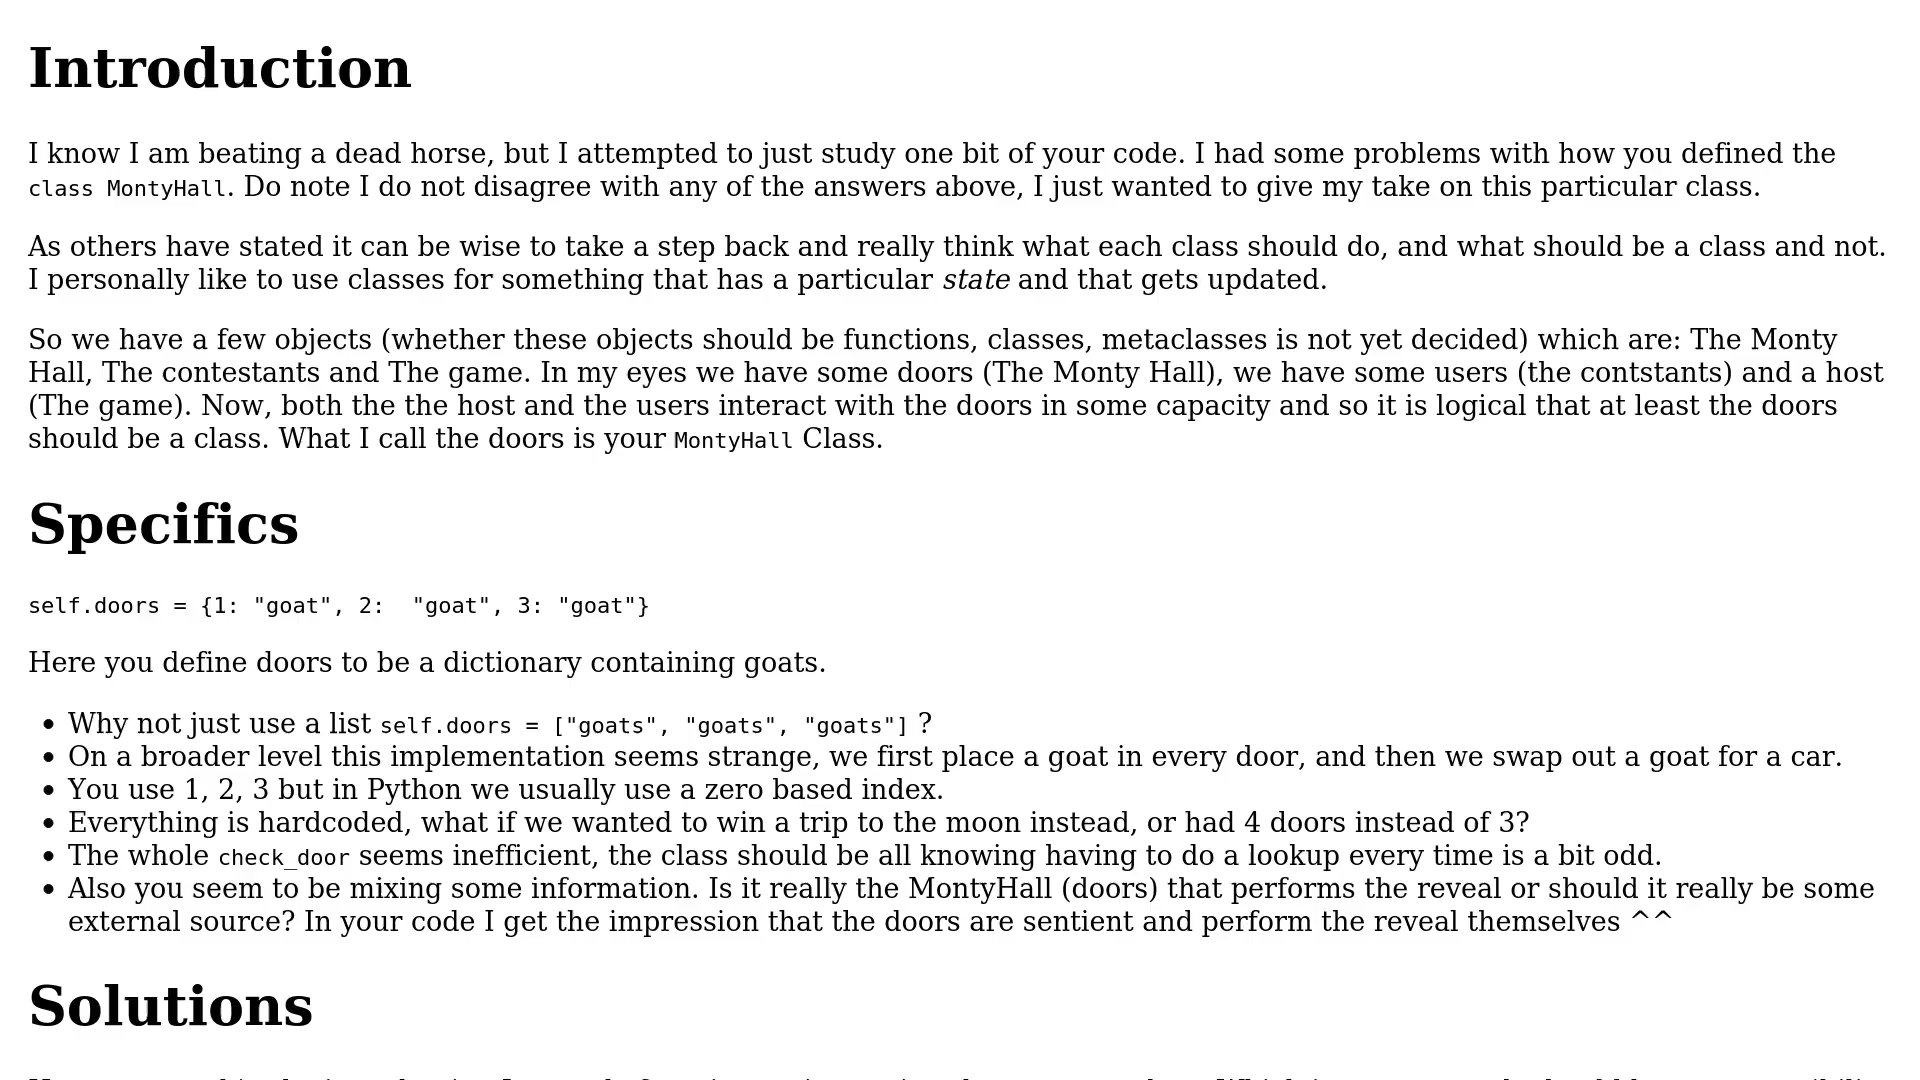 Introduction
I know I am beating a dead horse, but I attempted to just study one bit of your code. I had some problems with how you defined the
class MontyHall. Do note I do not disagree with any of the answers above, I just wanted to give my take on this particular class.
As others have stated it can be wise to take a step back and really think what each class should do, and what should be a class and not.
I personally like to use classes for something that has a particular state and that gets updated.
So we have a few objects (whether these objects should be functions, classes, metaclasses is not yet decided) which are: The Monty
Hall, The contestants and The game. In my eyes we have some doors (The Monty Hall), we have some users (the contstants) and a host
(The game). Now, both the the host and the users interact with the doors in some capacity and so it is logical that at least the doors
should be a class. What I call the doors is your MontyHall Class.
Specifics
self.doors = {1: "goat", 2:  "goat", 3: "goat"}
Here you define doors to be a dictionary containing goats.
• Why not just use a list self.doors = ["goats", "goats", "goats"] ?
• On a broader level this implementation seems strange, we first place a goat in every door, and then we swap out a goat for a car.
• You use 1, 2, 3 but in Python we usually use a zero based index.
• Everything is hardcoded, what if we wanted to win a trip to the moon instead, or had 4 doors instead of 3?
• The whole check_door seems inefficient, the class should be all knowing having to do a lookup every time is a bit odd.
• Also you seem to be mixing some information. Is it really the MontyHall (doors) that performs the reveal or should it really be some
external source? In your code I get the impression that the doors are sentient and perform the reveal themselves ^^
Solutions